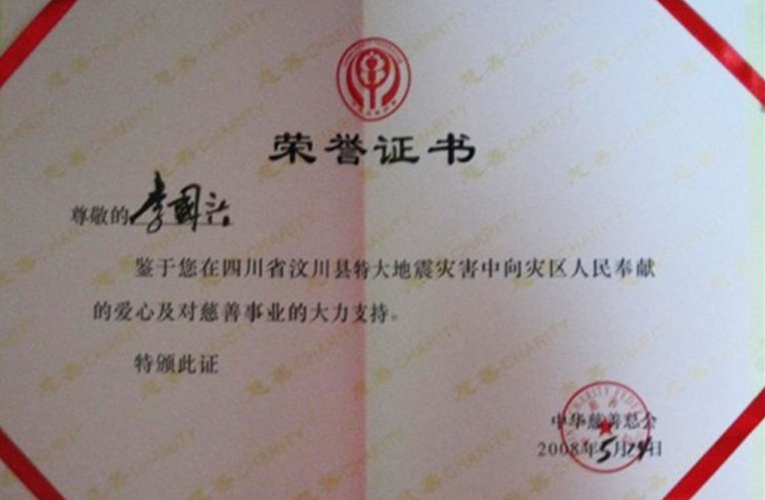 荣誉证书
尊敬的李國治
鉴于您在四川省汶川县特大地震灾害中向灾区人民奉献
的爱心及对慈善事业的大力支持。
特颁此证
中华慈善总会
2008年5月29日